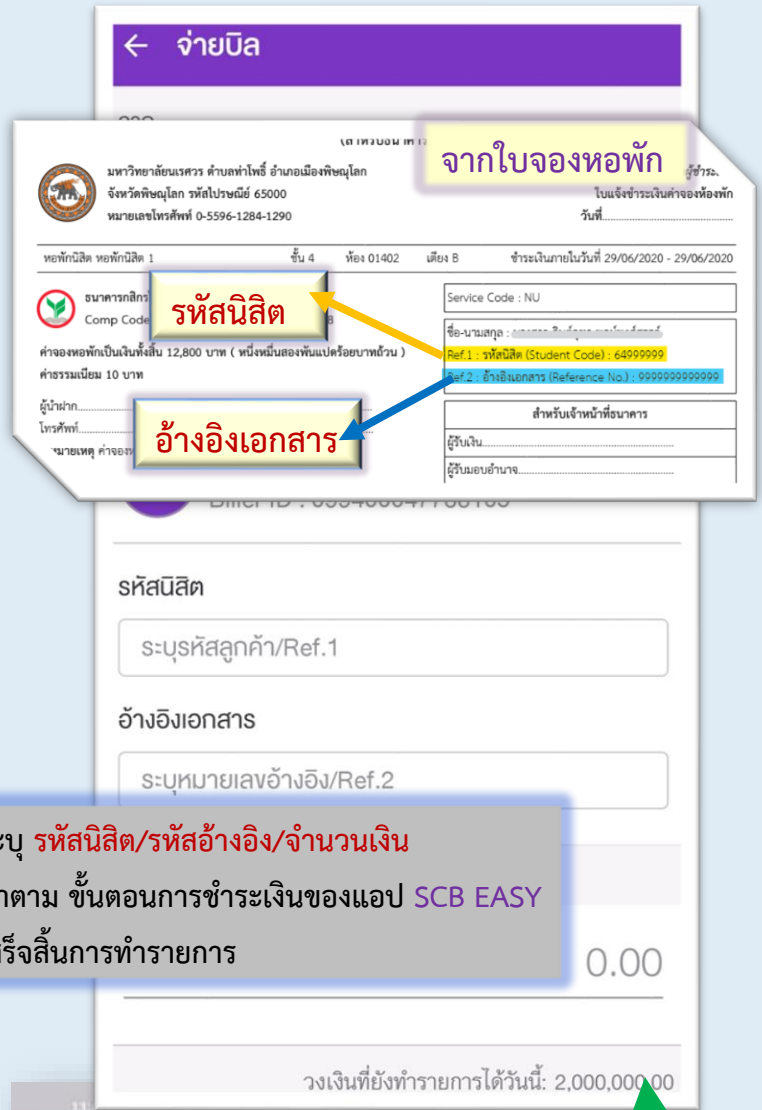 ← จ่ายบิล
จากใบจองหอพัก
มหาวิทยาลัยนเรศวร ตำบลท่าโพธิ์ อำเภอเมืองพิษณุโลก
จังหวัดพิษณุโลก รหัสไปรษณีย์ 65000
ใบแจ้งชำระเงินค่าจองห้องพัก
หมายเลขโทรศัพท์ 0-5596-1284-1290
วันที่
หอพักนิสิต หอพักนิสิต 1 ชั้น 4 ห้อง 01402 เตียง B ชำระเงินภายในวันที่ 29/06/2020 - 29/06/2020
Comp Code
รหัสนิสิต
Service Code : NU
ชื่อ-นามสกุล :
Ref.1 : รหัสนิสิต (Student Code) : 64999999
Ref.2 : อ้างอิงเอกสาร (Reference No.) : 9999999999999
ค่าจองหอพักเป็นเงินทั้งสิ้น 12,800 บาท ( หนึ่งหมื่นสองพันแปดร้อยบาทถ้วน )
ค่าธรรมเนียม 10 บาท
ผู้นำฝาก
โทรศัพท์
อ้างอิงเอกสาร
สำหรับเจ้าหน้าที่ธนาคาร
ผู้รับเงิน
ผู้รับมอบอำนาจ
รหัสนิสิต
ระบุรหัสลูกค้า/Ref.1
อ้างอิงเอกสาร
ระบุหมายเลขอ้างอิง/Ref.2
รหัสนิสิต/รหัสอ้างอิง/จำนวนเงิน
ขั้นตอนการชำระเงินของแอป SCB EASY
สร็จสิ้นการทำรายการ
0.00
วงเงินที่ยังทำรายการได้วันนี้: 2,000,000.00